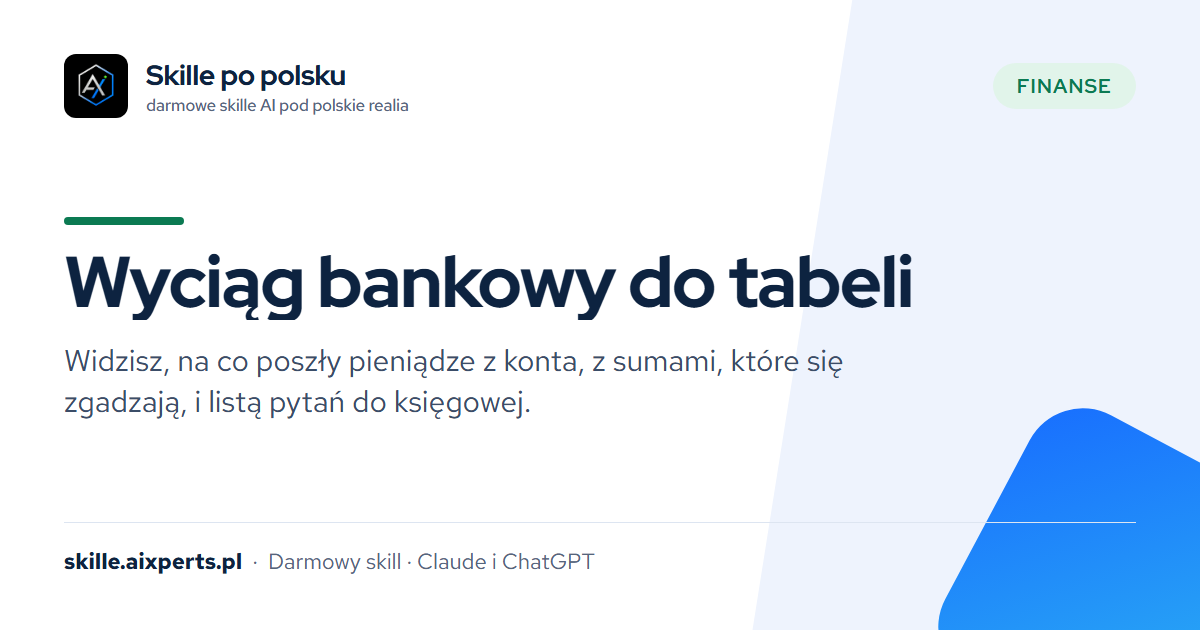 AX
Skille po polsku
darmowe skille AI pod polskie realia
FINANSE
Wyciąg bankowy do tabeli
Widzisz, na co poszły pieniądze z konta, z sumami, które się
zgadzają, i listą pytań do księgowej.
skille.aixperts.pl · Darmowy skill · Claude i ChatGPT